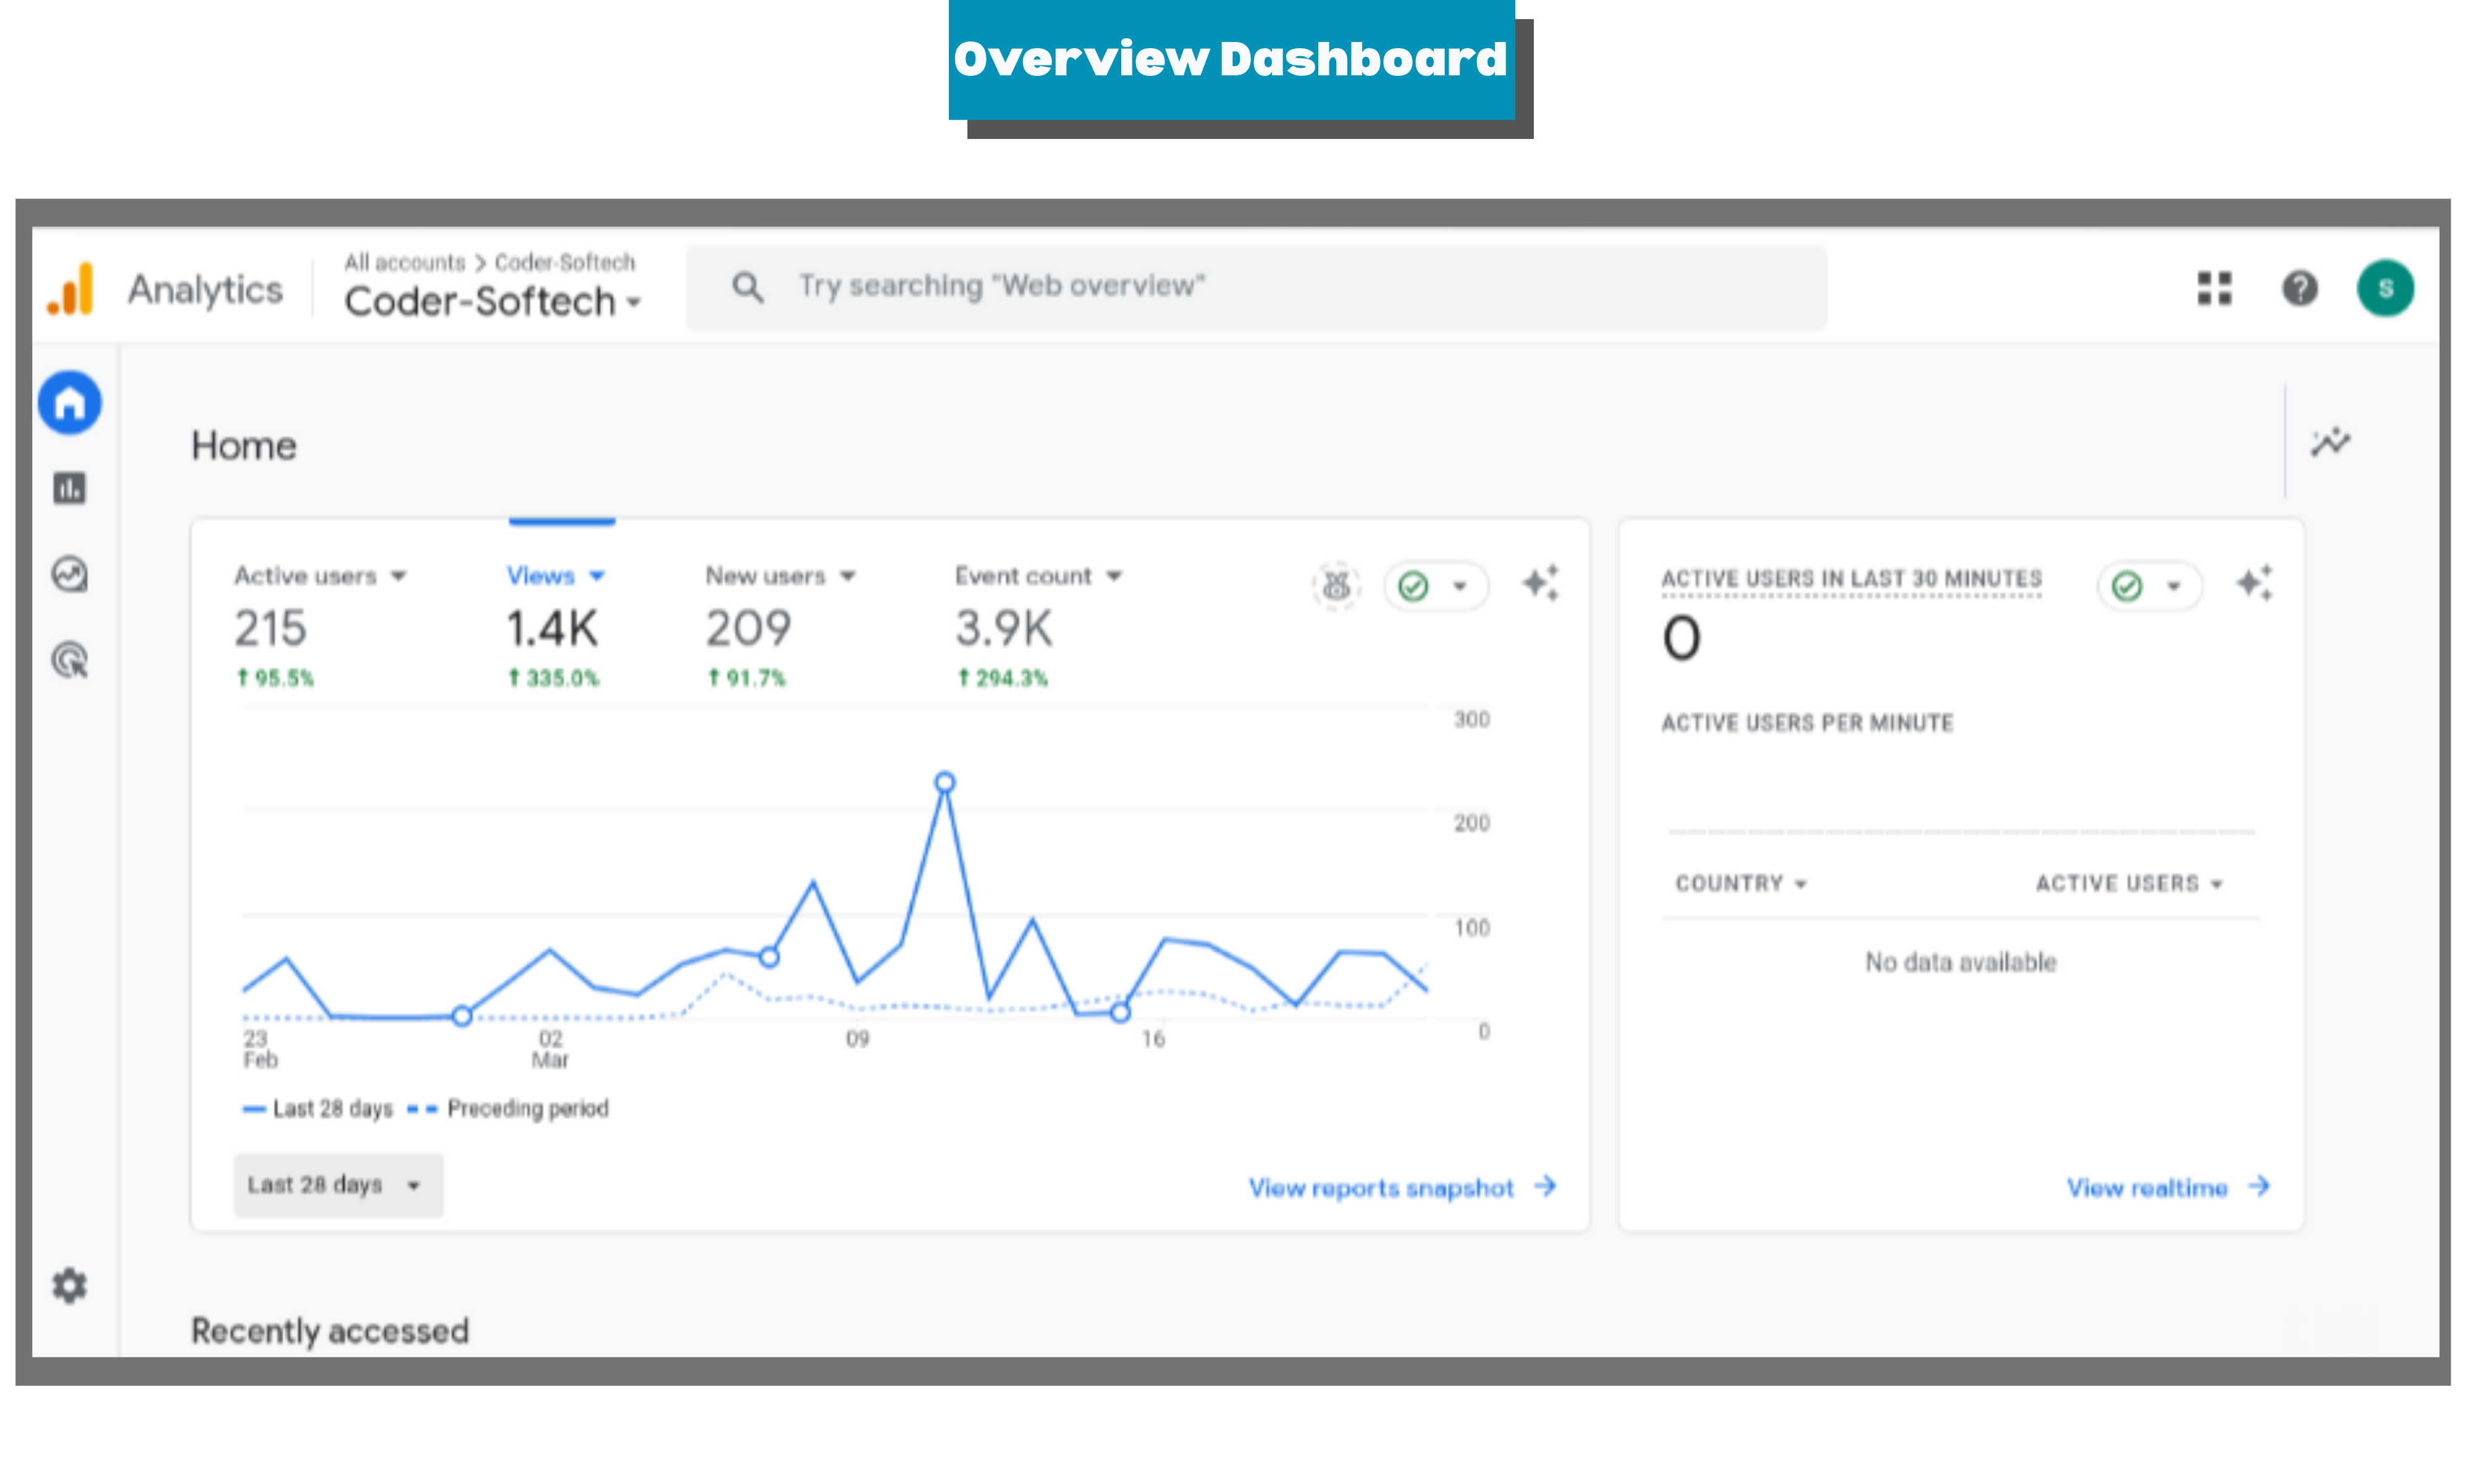 Overview Dashboard
Analytics
All accounts > Coder-Softech
Coder-Softech
Try searching "Web overview"
S
Home
Active users
215
↑ 95.5%
Views
1.4K
↑ 335.0%
New users
209
↑ 91.7%
Event count
3.9K
↑ 294.3%
300
200
100
0
23
Feb
02
Mar
09
16
Last 28 days
Preceding period
Last 28 days
View reports snapshot →
ACTIVE USERS IN LAST 30 MINUTES
0
ACTIVE USERS PER MINUTE
COUNTRY
ACTIVE USERS
No data available
View realtime →
Recently accessed